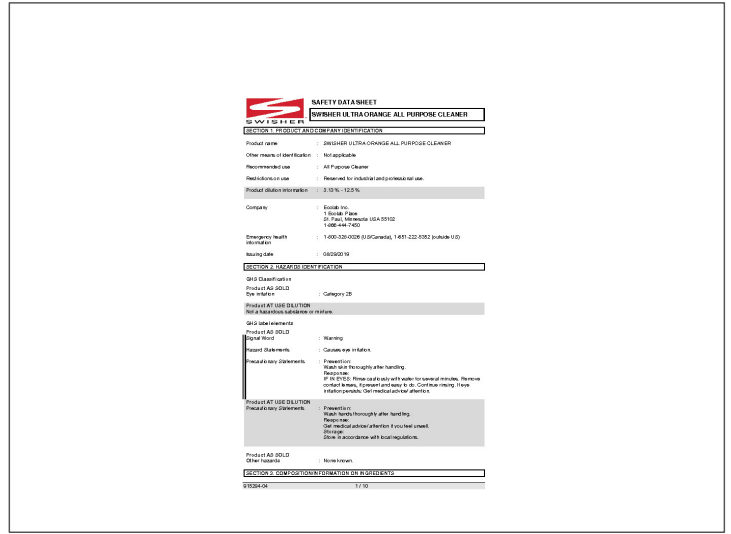 SAFETY DATA SHEET
SWISHER
SWISHER ULTRA ORANGE ALL PURPOSE CLEANER
SECTION 1. PRODUCT AND COMPANY IDENTIFICATION
Product name : SWISHER ULTRA ORANGE ALL PURPOSE CLEANER
Other means of identification : Not applicable
Recommended use : All Purpose Cleaner
Restrictions on use : Reserved for industrial and professional use.
Product dilution information : 3.13 % - 12.5 %
Company : Ecolab Inc.
1 Ecolab Place
St. Paul, Minnesota USA 55102
1-866-444-7450
Emergency health : 1-800-328-0026 (US/Canada), 1-651-222-5352 (outside US)
information
Issuing date : 08/29/2019
SECTION 2. HAZARDS IDENTIFICATION
GHS Classification
Product AS SOLD
Eye irritation : Category 2B
Product AT USE DILUTION
Not a hazardous substance or mixture.
GHS label elements
Product AS SOLD
Signal Word : Warning
Hazard Statements : Causes eye irritation.
Precautionary Statements : Prevention:
Wash skin thoroughly after handling.
Response:
IF IN EYES: Rinse cautiously with water for several minutes. Remove
contact lenses, if present and easy to do. Continue rinsing. If eye
irritation persists: Get medical advice/ attention.
Product AT USE DILUTION
Precautionary Statements : Prevention:
Wash hands thoroughly after handling.
Response:
Get medical advice/ attention if you feel unwell.
Storage:
Store in accordance with local regulations.
Product AS SOLD
Other hazards : None known.
SECTION 3. COMPOSITION/INFORMATION ON INGREDIENTS
915294-04 1 / 10